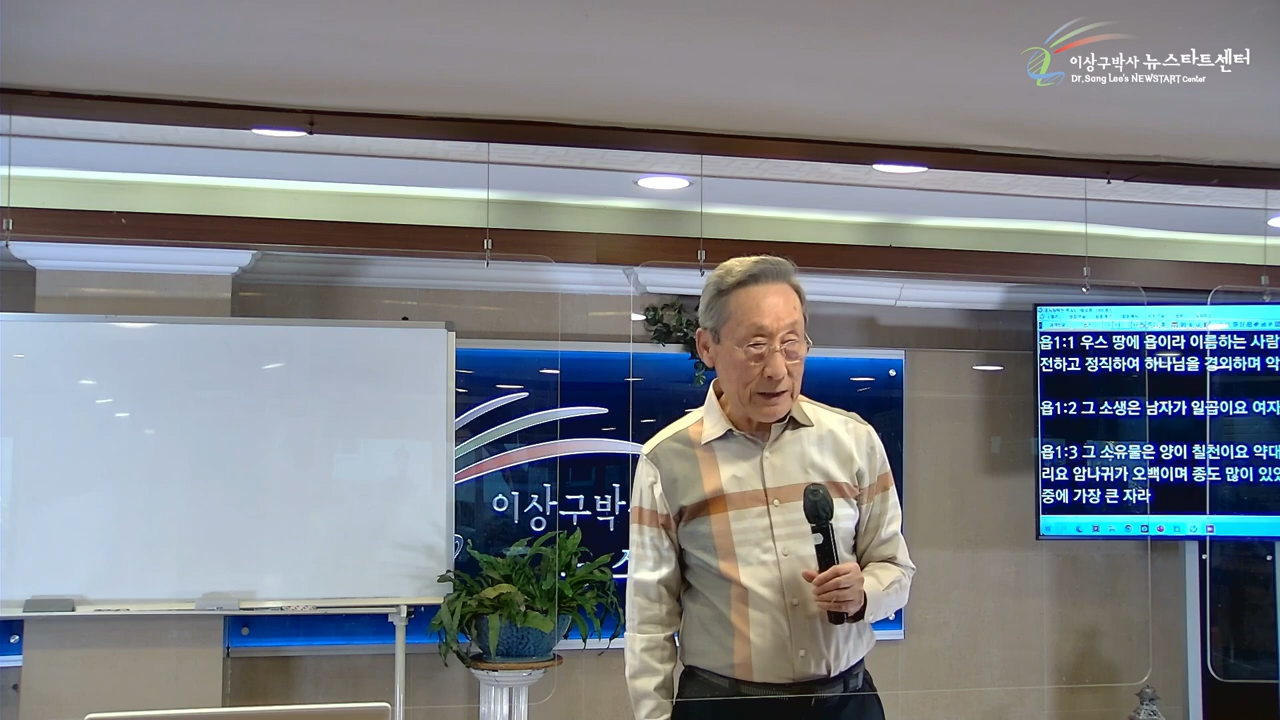 이상구박사 뉴스타트센터
Dr. Sang Lee's NEWSTART Center
욥1:1 우스 땅에 욥이라 이름하는 사람
전하고 정직하여 하나님을 경외하며 악
욥1:2 그 소생은 남자가 일곱이요 여자
욥1:3 그 소유물은 양이 칠천이요 약대
리요 암나귀가 오백이며 종도 많이 있었
중에 가장 큰 자라
이상구박